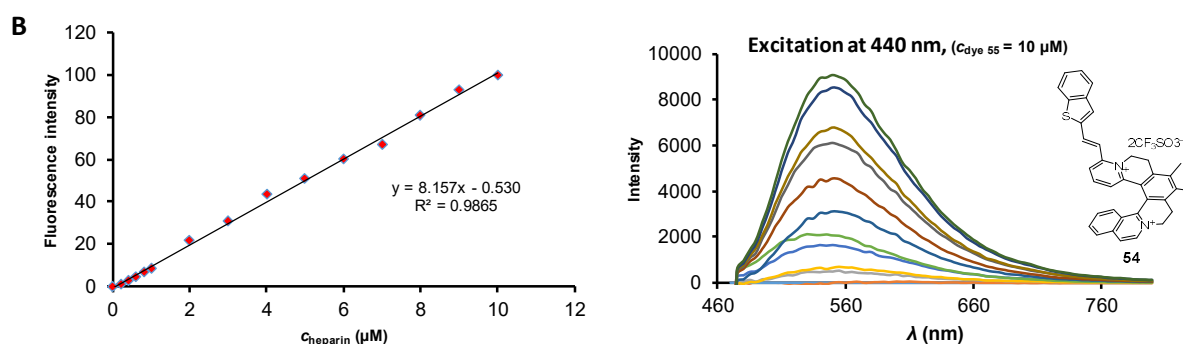 B
Fluorescence intensity
120
100
80
60
40
20
0
0 2 4 6 8 10 12
y = 8.157x - 0.530
R² = 0.9865
cheparin (µM)
Excitation at 440 nm, (cdye 55 = 10 µM)
Intensity
10000
8000
6000
4000
2000
0
460 560 660 760
λ (nm)
S
2CF3SO3-
N+
N+
54